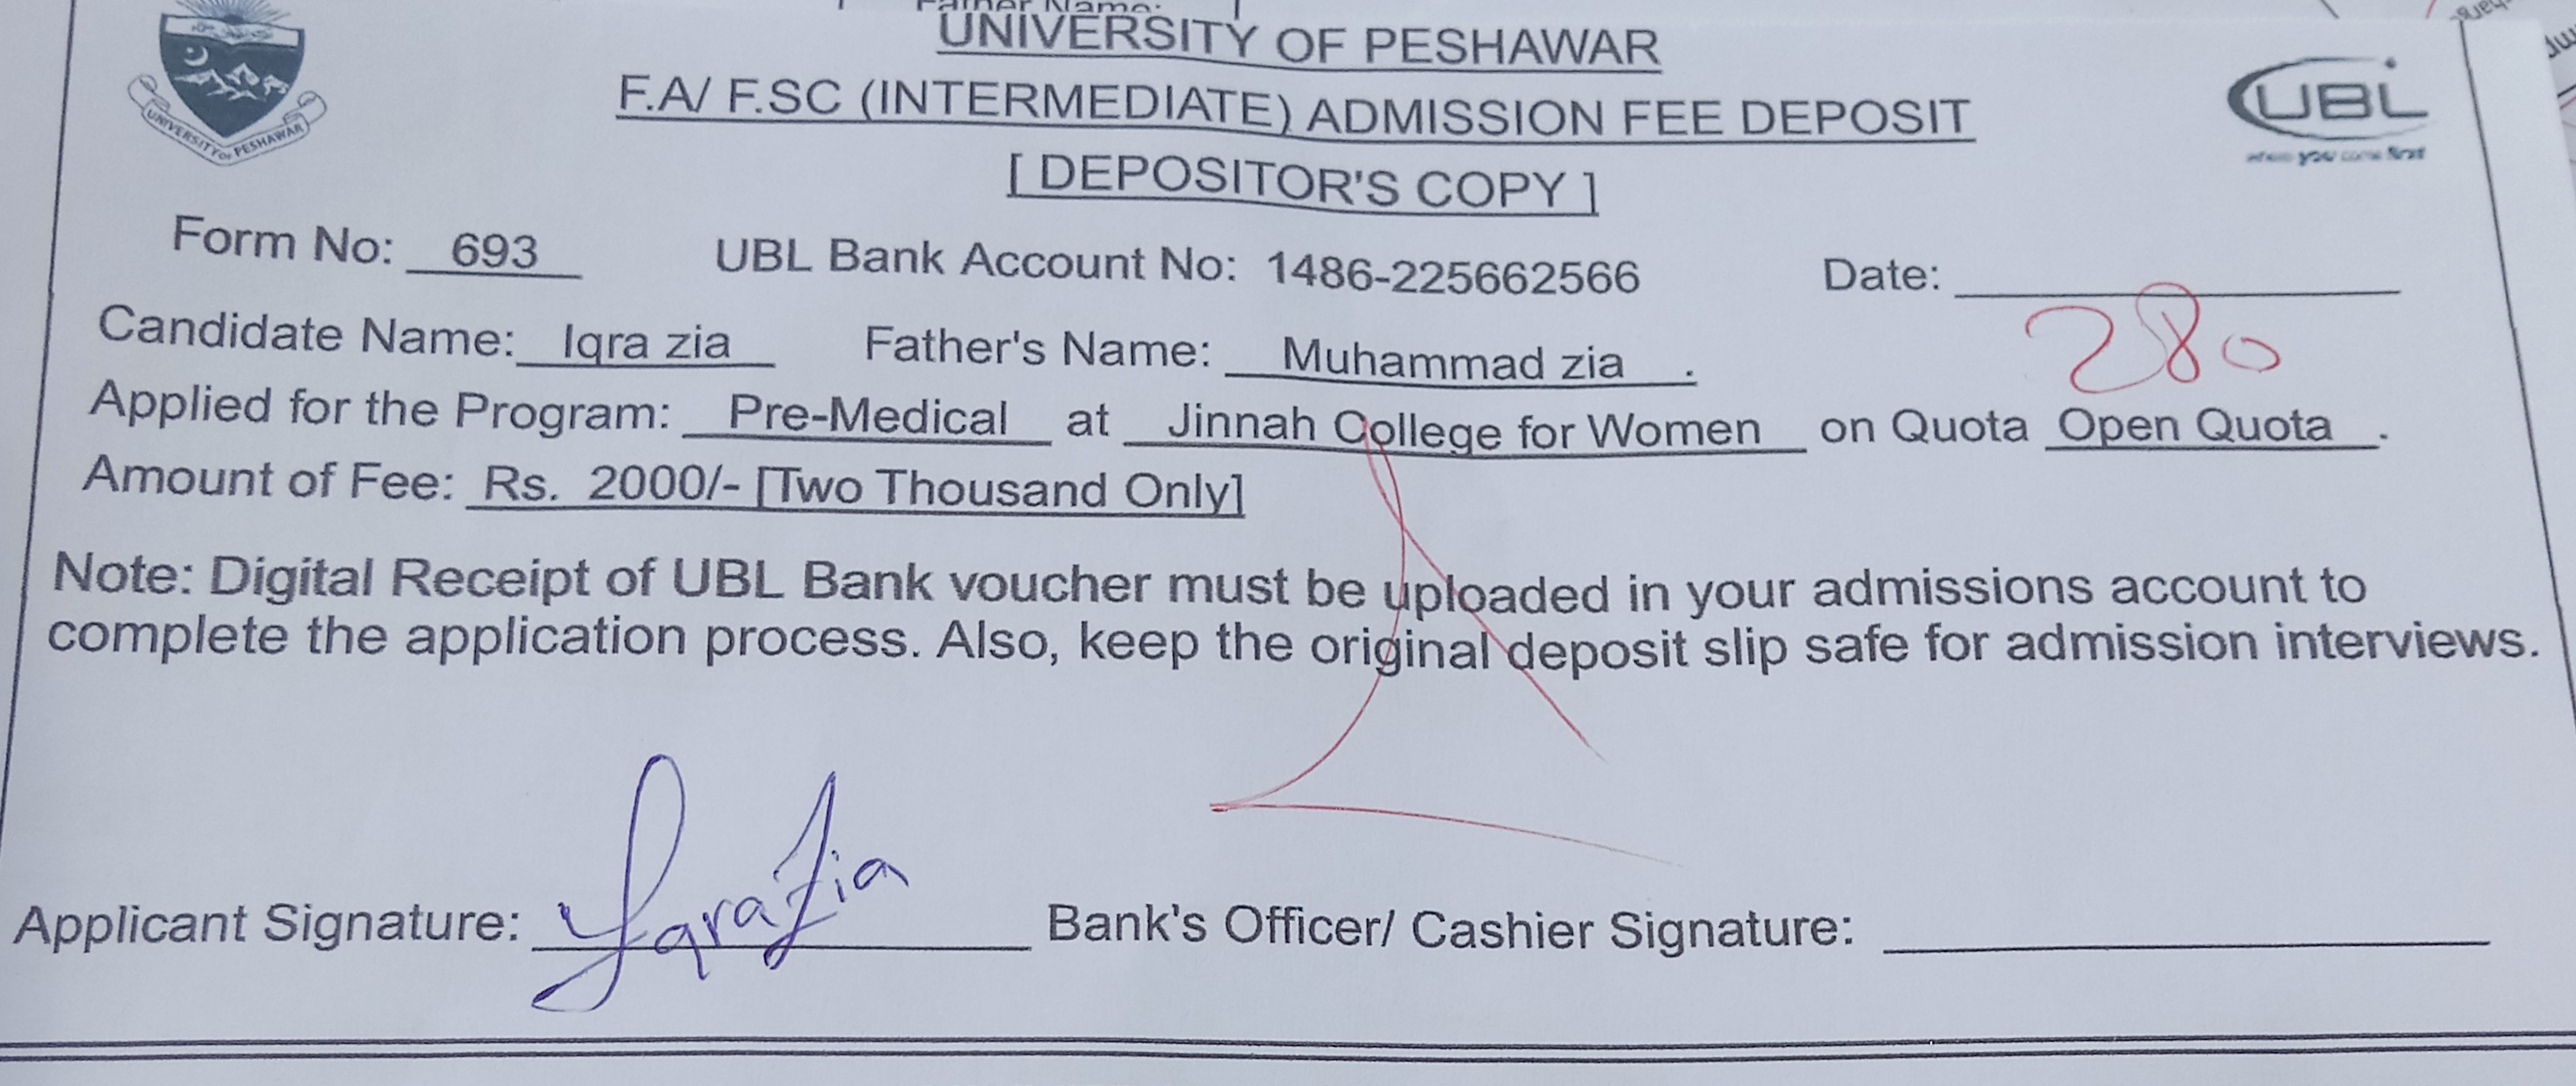 Father Name:
UNIVERSITY OF PESHAWAR
F.A/ F.SC (INTERMEDIATE) ADMISSION FEE DEPOSIT
[ DEPOSITOR'S COPY ]
UNIVERSITY OF PESHAWAR
UBL
where you come first
Form No: 693 UBL Bank Account No: 1486-225662566 Date:
280
Candidate Name: Iqra zia Father's Name: Muhammad zia .
Applied for the Program: Pre-Medical at Jinnah College for Women on Quota Open Quota .
Amount of Fee: Rs. 2000/- [Two Thousand Only]
Note: Digital Receipt of UBL Bank voucher must be uploaded in your admissions account to
complete the application process. Also, keep the original deposit slip safe for admission interviews.
Applicant Signature: Iqra Zia Bank's Officer/ Cashier Signature: